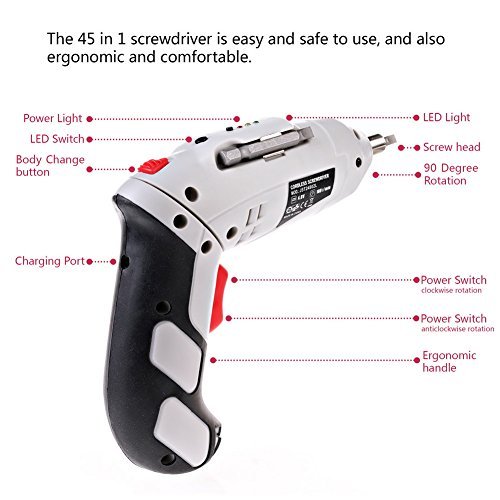 The 45 in 1 screwdriver is easy and safe to use, and also
ergonomic and comfortable.
Power Light
LED Switch
Body Change
button
Charging Port
LED Light
Screw head
90 Degree
Rotation
CORDLESS SCREWDRIVER
4.8V
Power Switch
clockwise rotation
Power Switch
anticlockwise rotation
Ergonomic
handle